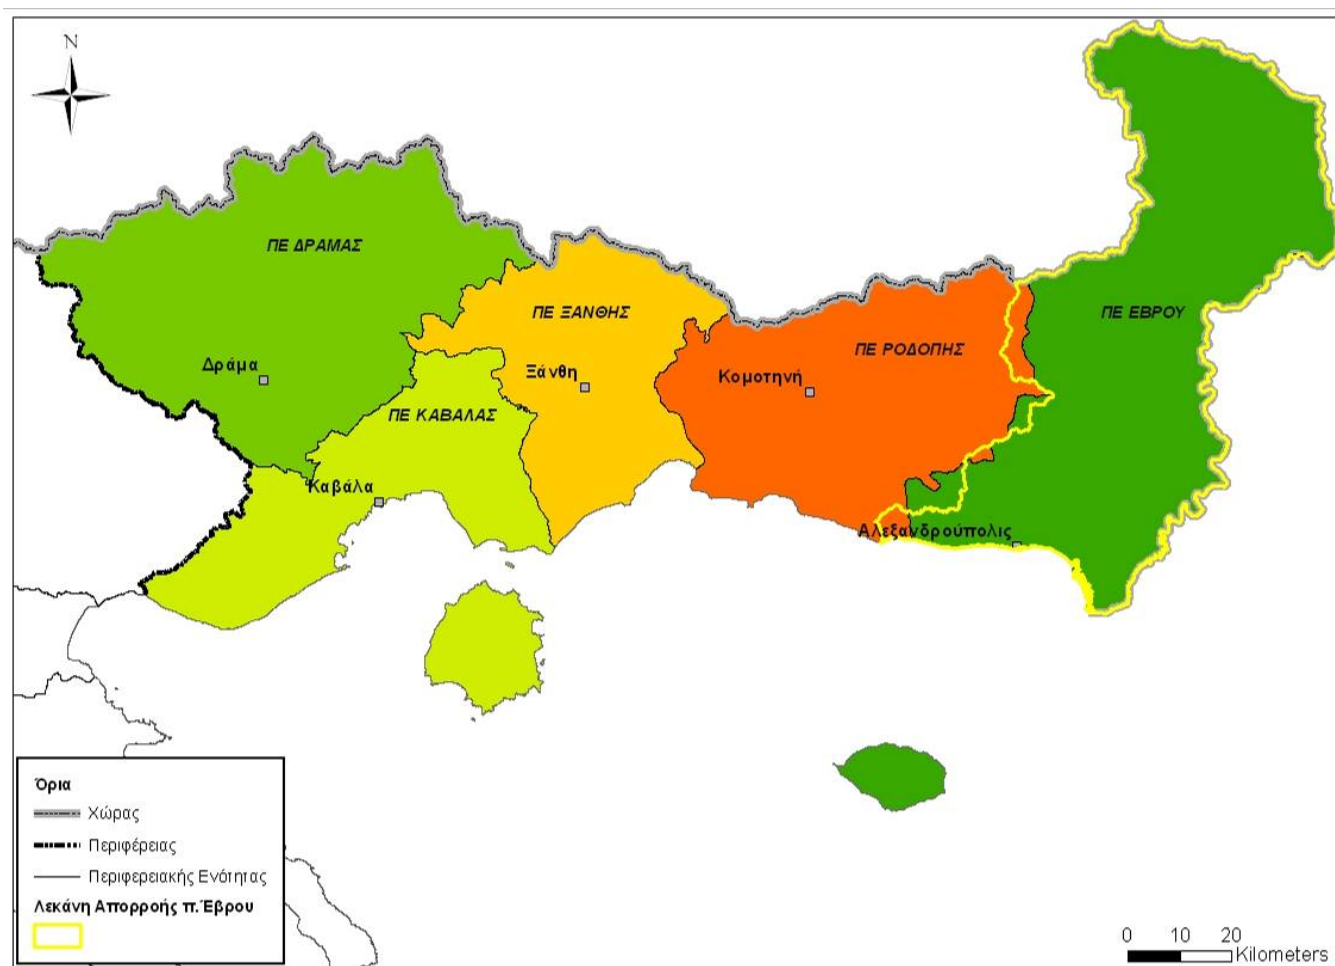 N
ΠΕ ΔΡΑΜΑΣ
ΠΕ ΞΑΝΘΗΣ
ΠΕ ΕΒΡΟΥ
ΠΕ ΡΟΔΟΠΗΣ
Δράμα
Ξάνθη
Κομοτηνή
ΠΕ ΚΑΒΑΛΑΣ
Καβάλα
Αλεξανδρούπολις
Όρια
Χώρας
Περιφέρειας
Περιφερειακής Ενότητας
Λεκάνη Απορροής π.Έβρου
0 10 20
Kilometers